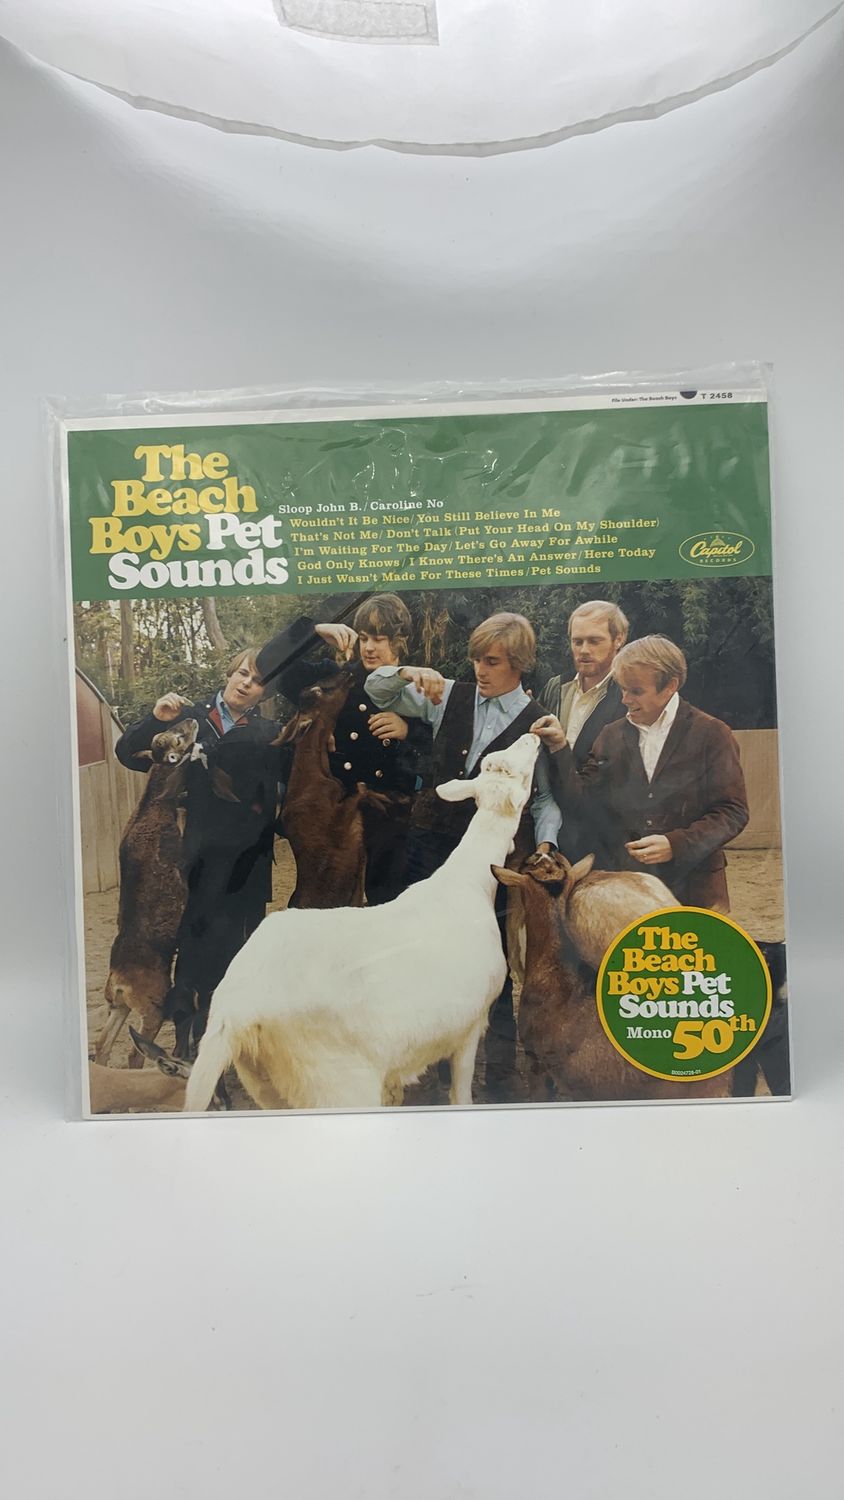 File Under: The Beach Boys T 2458
The
Beach
Boys Pet
Sounds
Sloop John B./Caroline No
Wouldn't It Be Nice/You Still Believe In Me
That's Not Me/Don't Talk (Put Your Head On My Shoulder)
I'm Waiting For The Day/Let's Go Away For Awhile
God Only Knows/I Know There's An Answer/Here Today
I Just Wasn't Made For These Times/Pet Sounds
Capitol
RECORDS
The
Beach
Boys Pet
Sounds
Mono 50th
B0024726-01